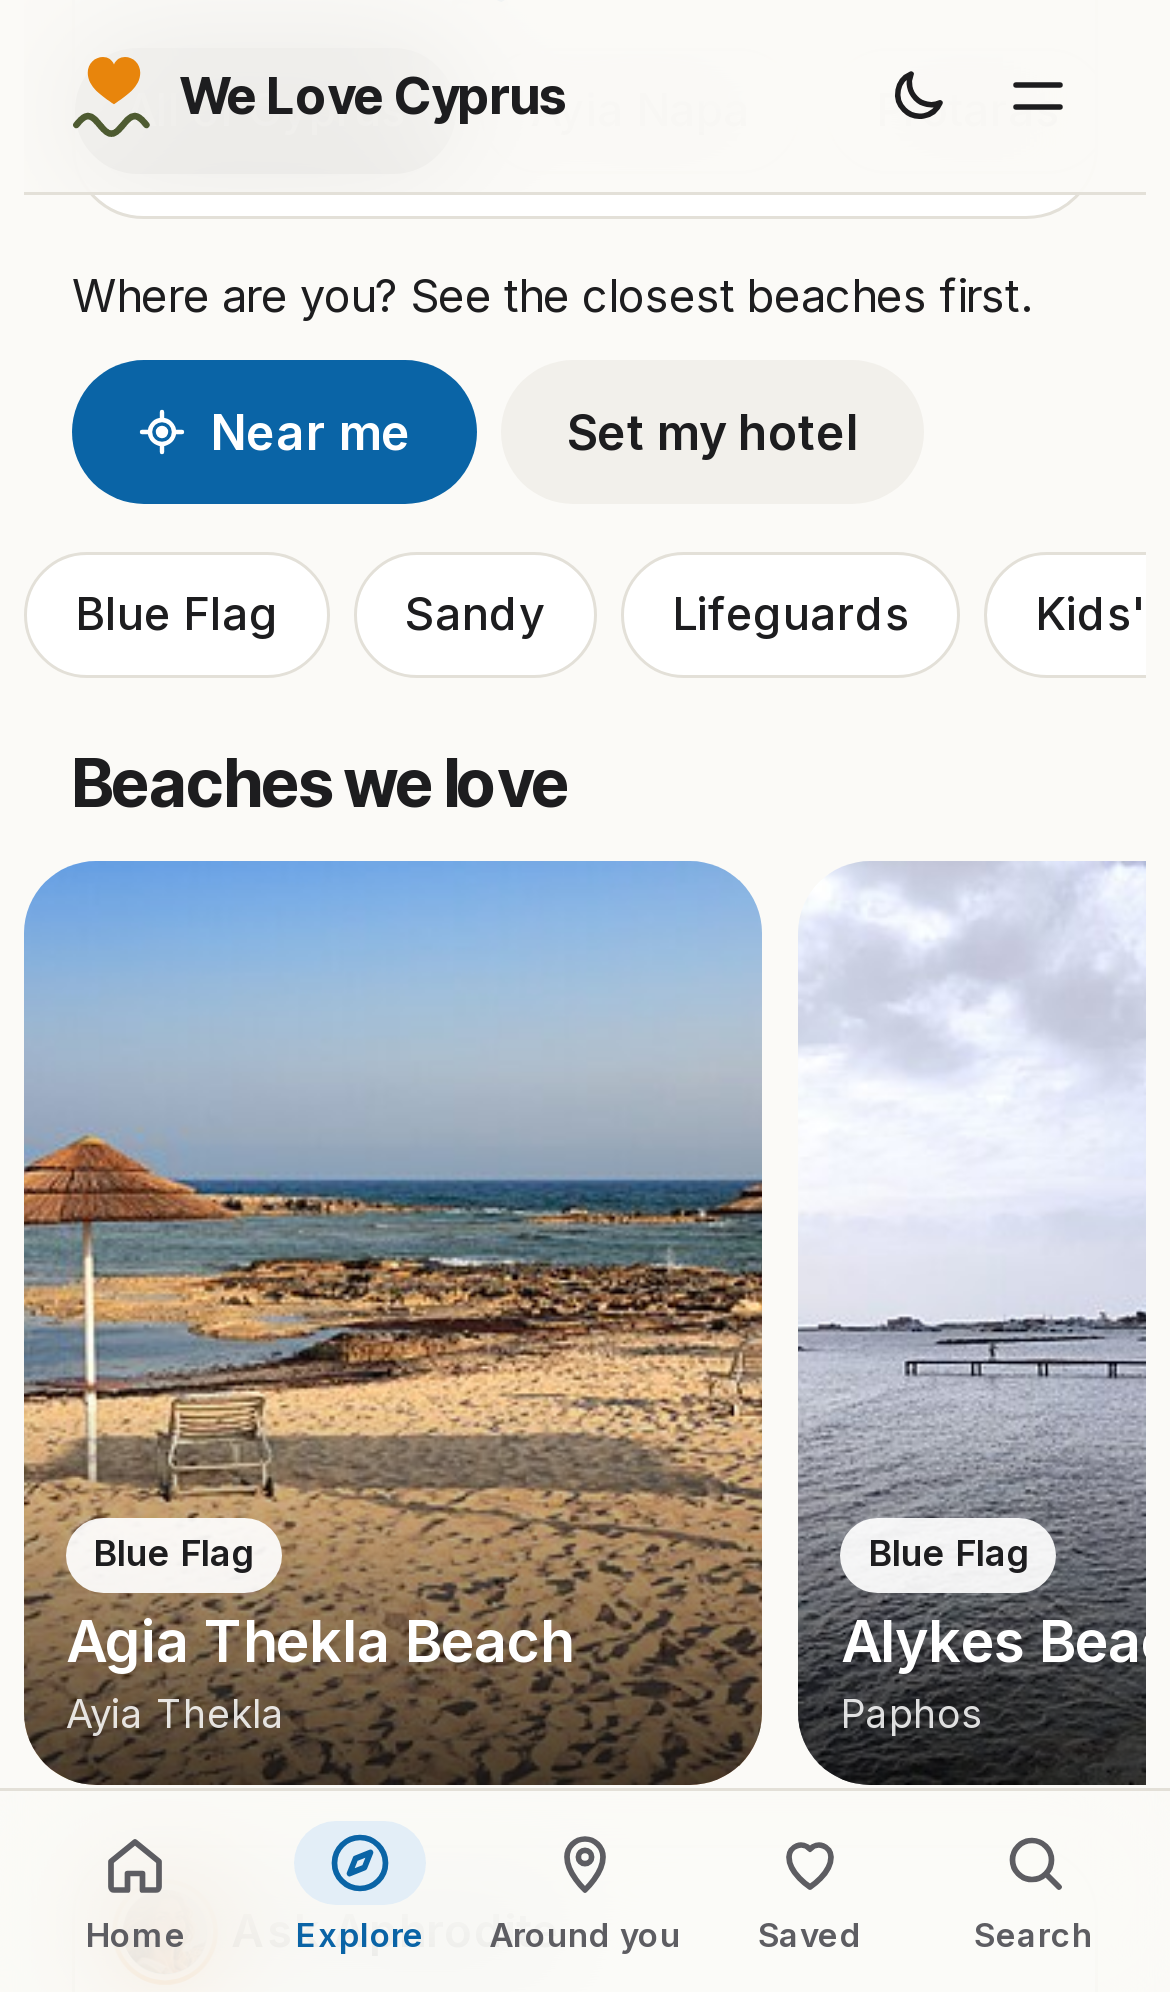 We Love Cyprus
Where are you? See the closest beaches first.
Near me
Set my hotel
Blue Flag
Sandy
Lifeguards
Kids'
Beaches we love
Blue Flag
Agia Thekla Beach
Ayia Thekla
Blue Flag
Alykes Beac
Paphos
Home
Explore
Around you
Saved
Search